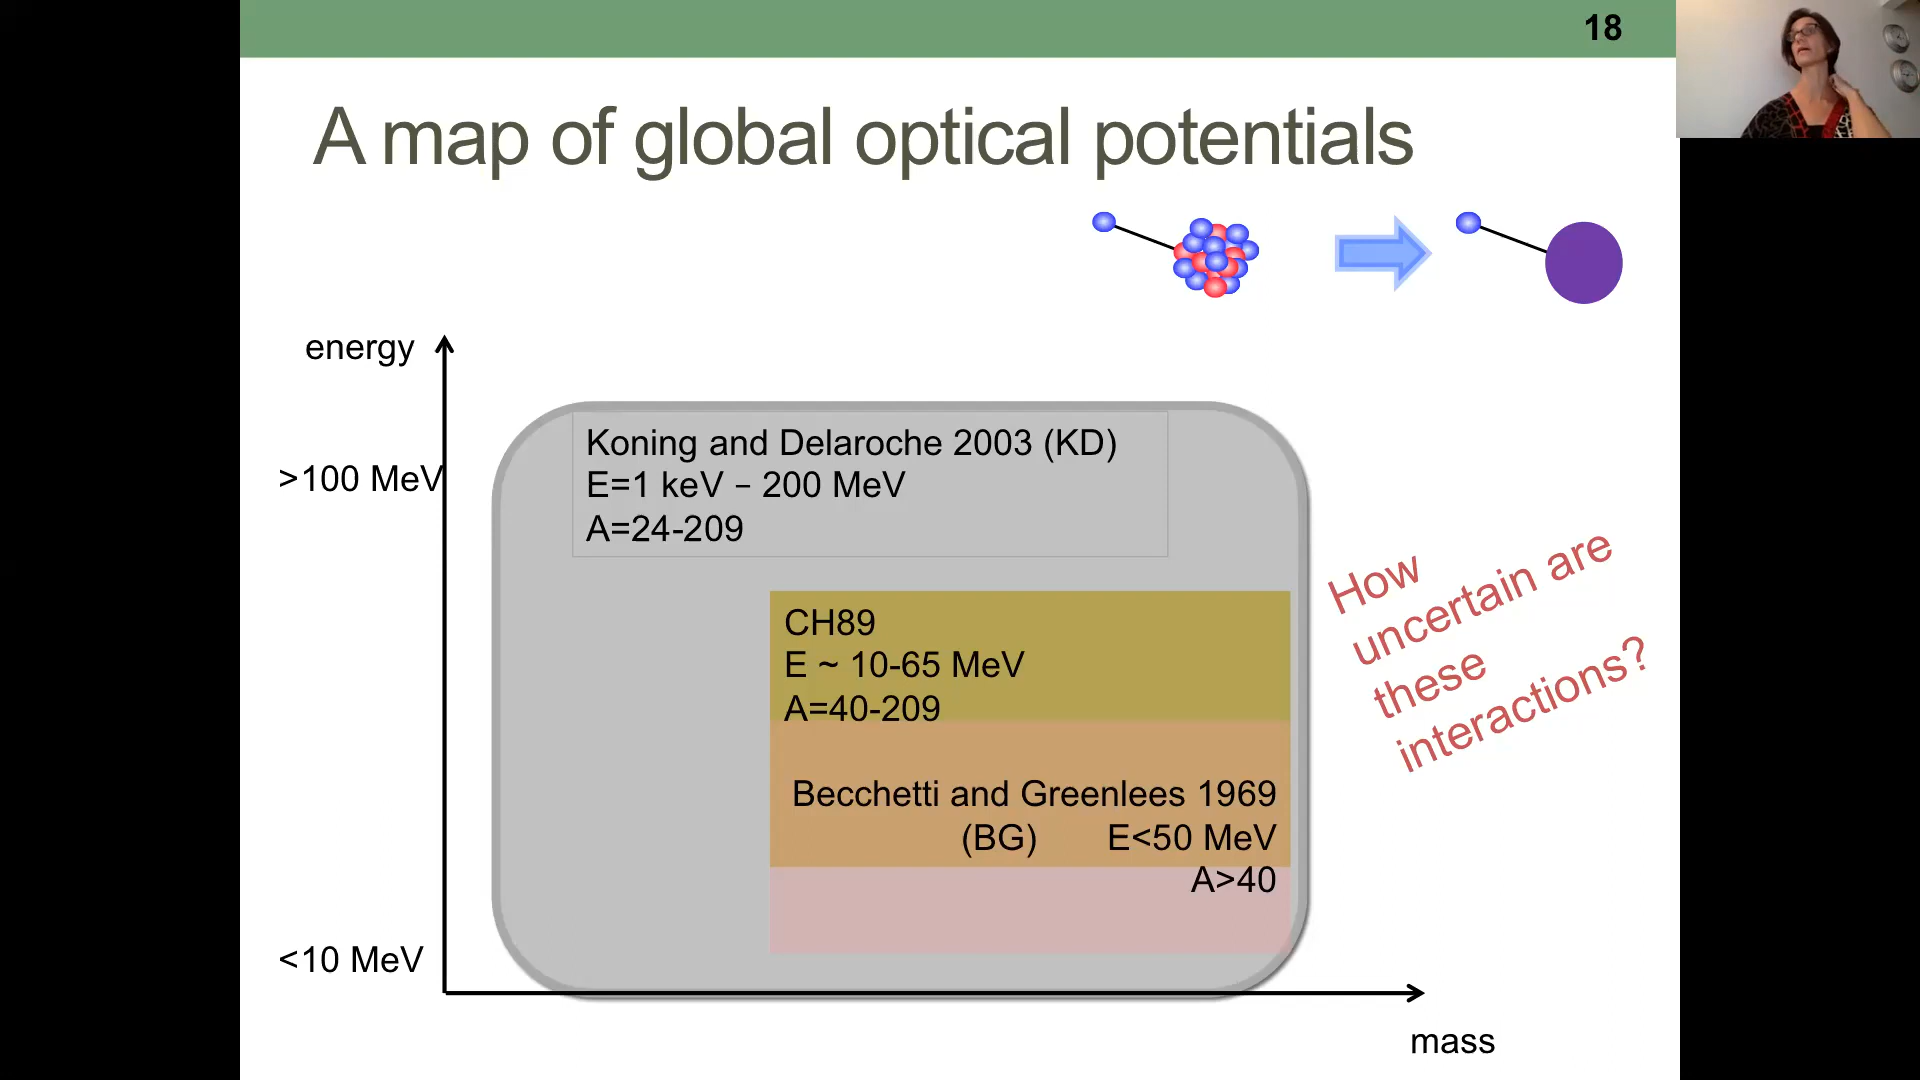 18
A map of global optical potentials
energy
>100 MeV
<10 MeV
Koning and Delaroche 2003 (KD)
E=1 keV – 200 MeV
A=24-209
CH89
E ~ 10-65 MeV
A=40-209
Becchetti and Greenlees 1969
(BG) E<50 MeV
A>40
How
uncertain are
these
interactions?
mass